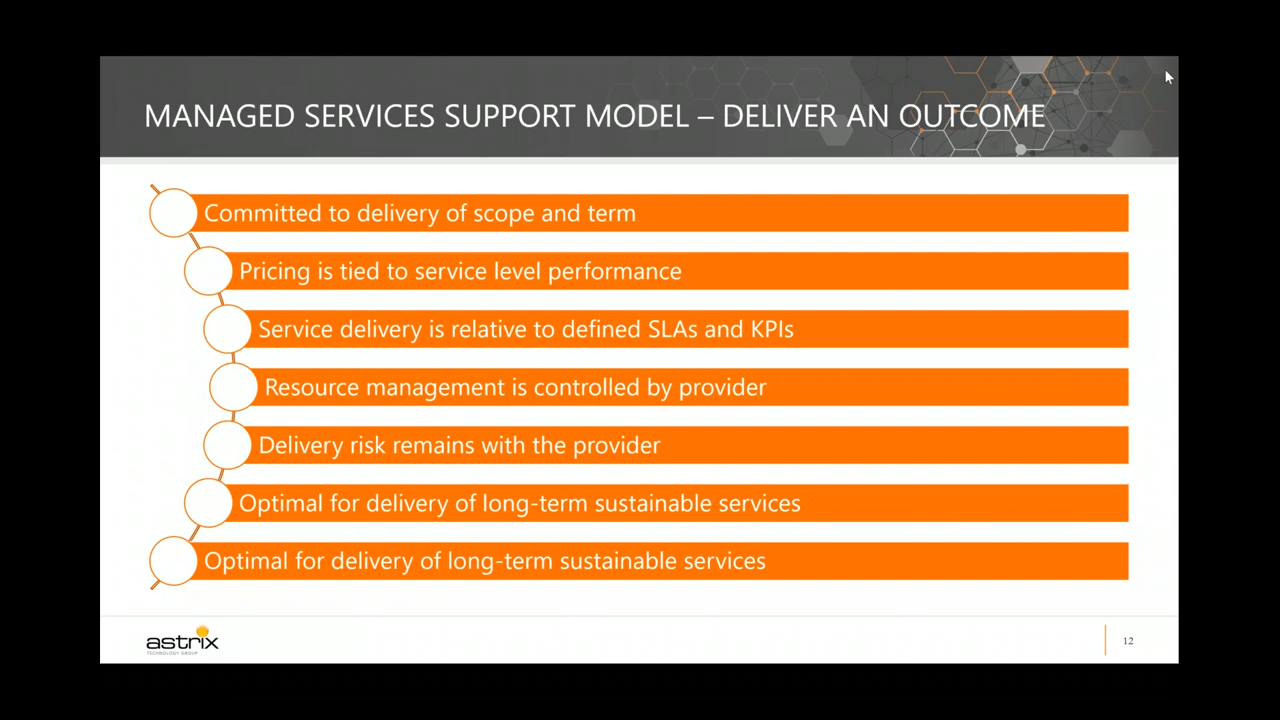 MANAGED SERVICES SUPPORT MODEL – DELIVER AN OUTCOME
Committed to delivery of scope and term
Pricing is tied to service level performance
Service delivery is relative to defined SLAs and KPIs
Resource management is controlled by provider
Delivery risk remains with the provider
Optimal for delivery of long-term sustainable services
Optimal for delivery of long-term sustainable services
astrix
TECHNOLOGY GROUP
12